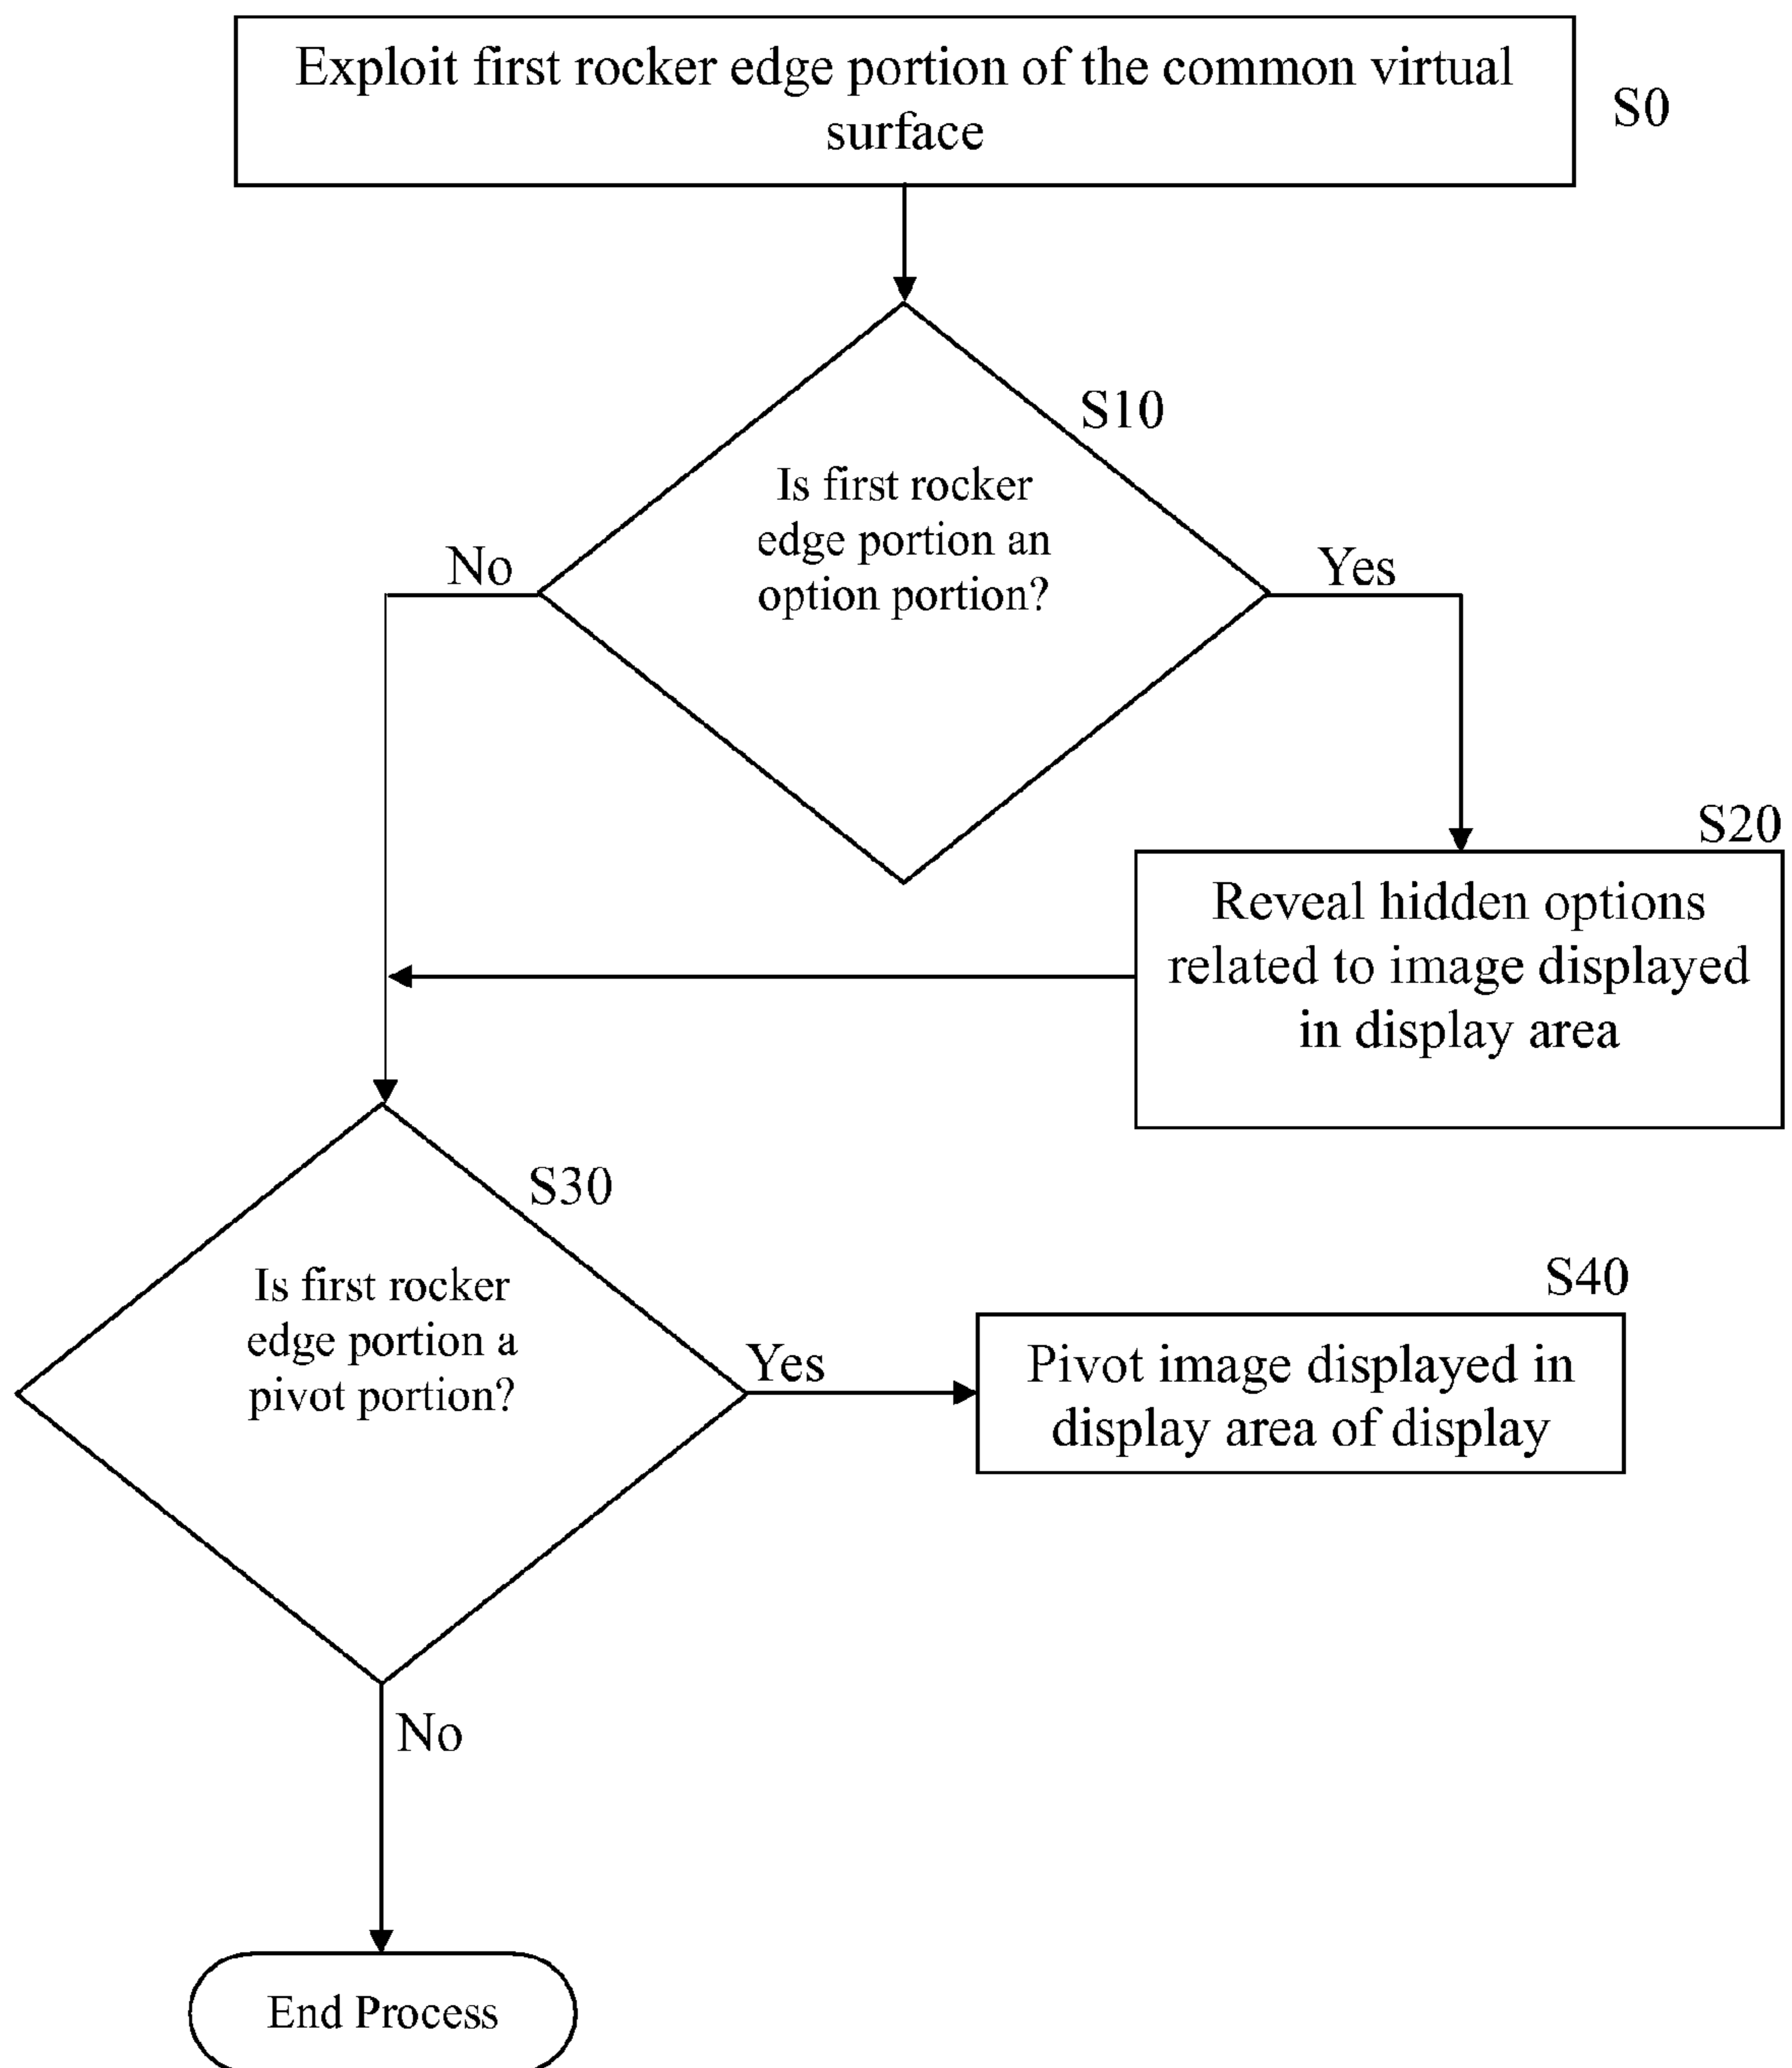 Exploit first rocker edge portion of the common virtual
surface
S0
S10
Is first rocker
edge portion an
option portion?
No
Yes
S20
Reveal hidden options
related to image displayed
in display area
S30
Is first rocker
edge portion a
pivot portion?
Yes
S40
Pivot image displayed in
display area of display
No
End Process